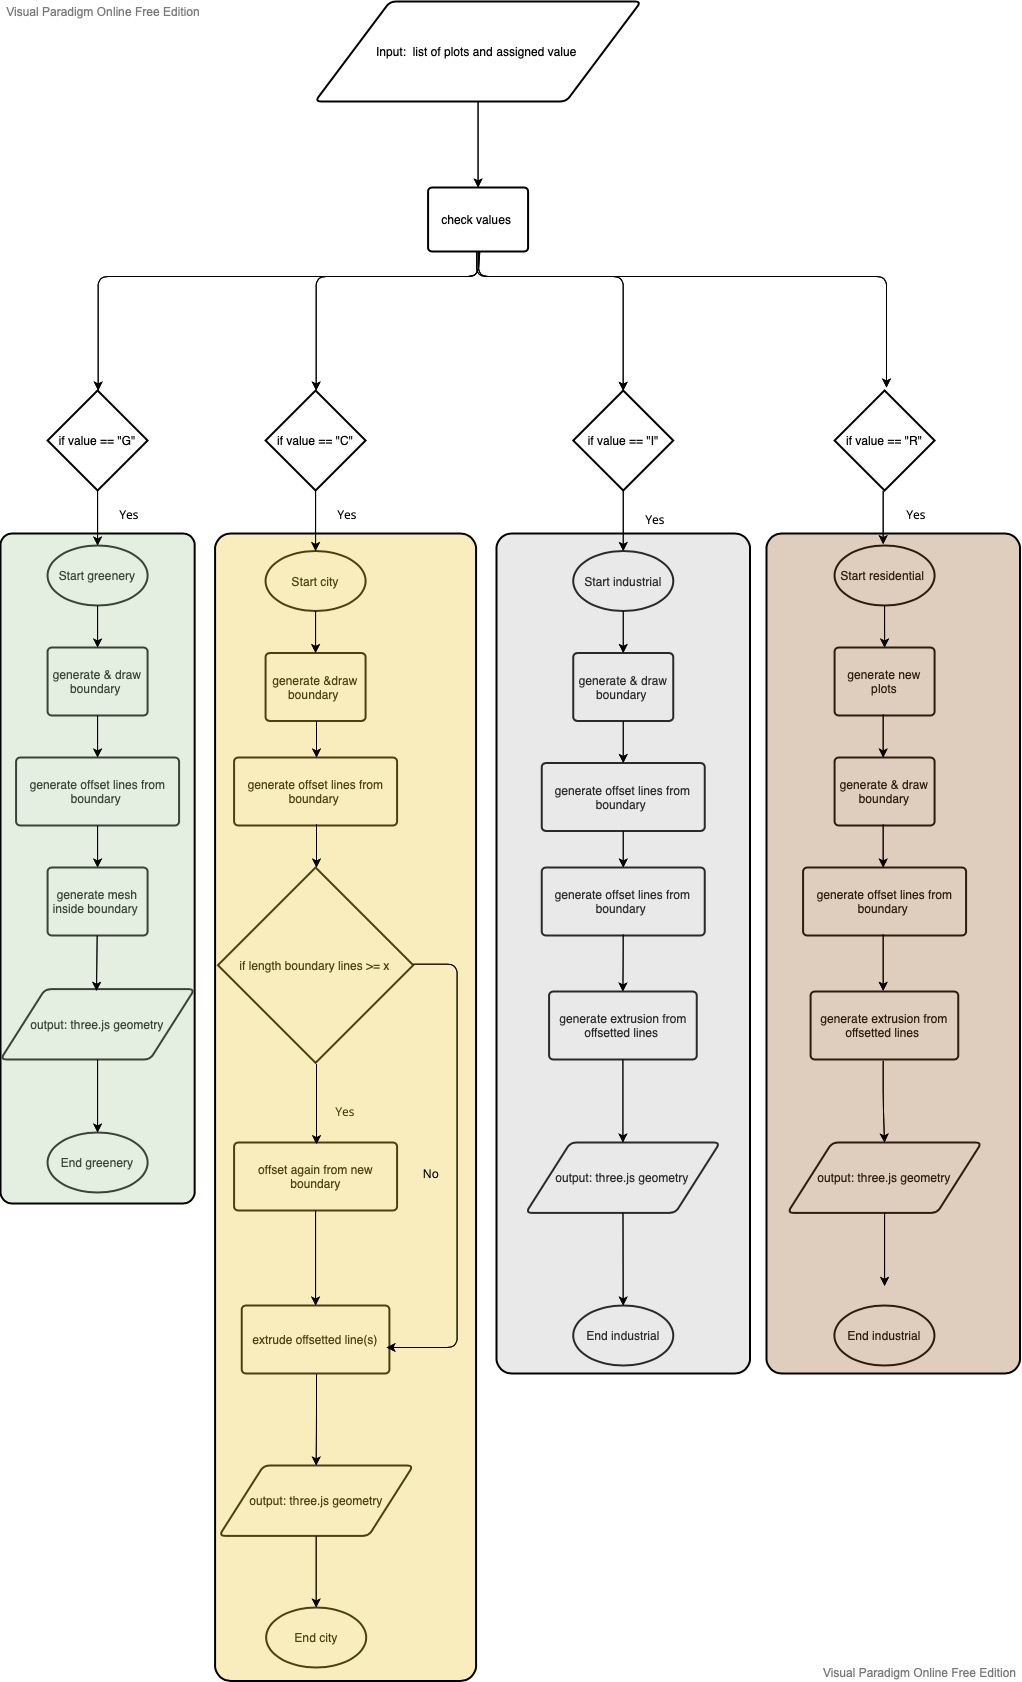 Visual Paradigm Online Free Edition
Input:  list of plots and assigned value
check values
if value == "G"
if value == "C"
if value == "I"
if value == "R"
Yes
Yes
Yes
Yes
Start greenery
generate & draw
boundary
generate offset lines from
boundary
generate mesh
inside boundary
output: three.js geometry
End greenery
Start city
generate &draw
boundary
generate offset lines from
boundary
if length boundary lines >= x
Yes
No
offset again from new
boundary
extrude offsetted line(s)
output: three.js geometry
End city
Start industrial
generate & draw
boundary
generate offset lines from
boundary
generate offset lines from
boundary
generate extrusion from
offsetted lines
output: three.js geometry
End industrial
Start residential
generate new
plots
generate & draw
boundary
generate offset lines from
boundary
generate extrusion from
offsetted lines
output: three.js geometry
End industrial
Visual Paradigm Online Free Edition